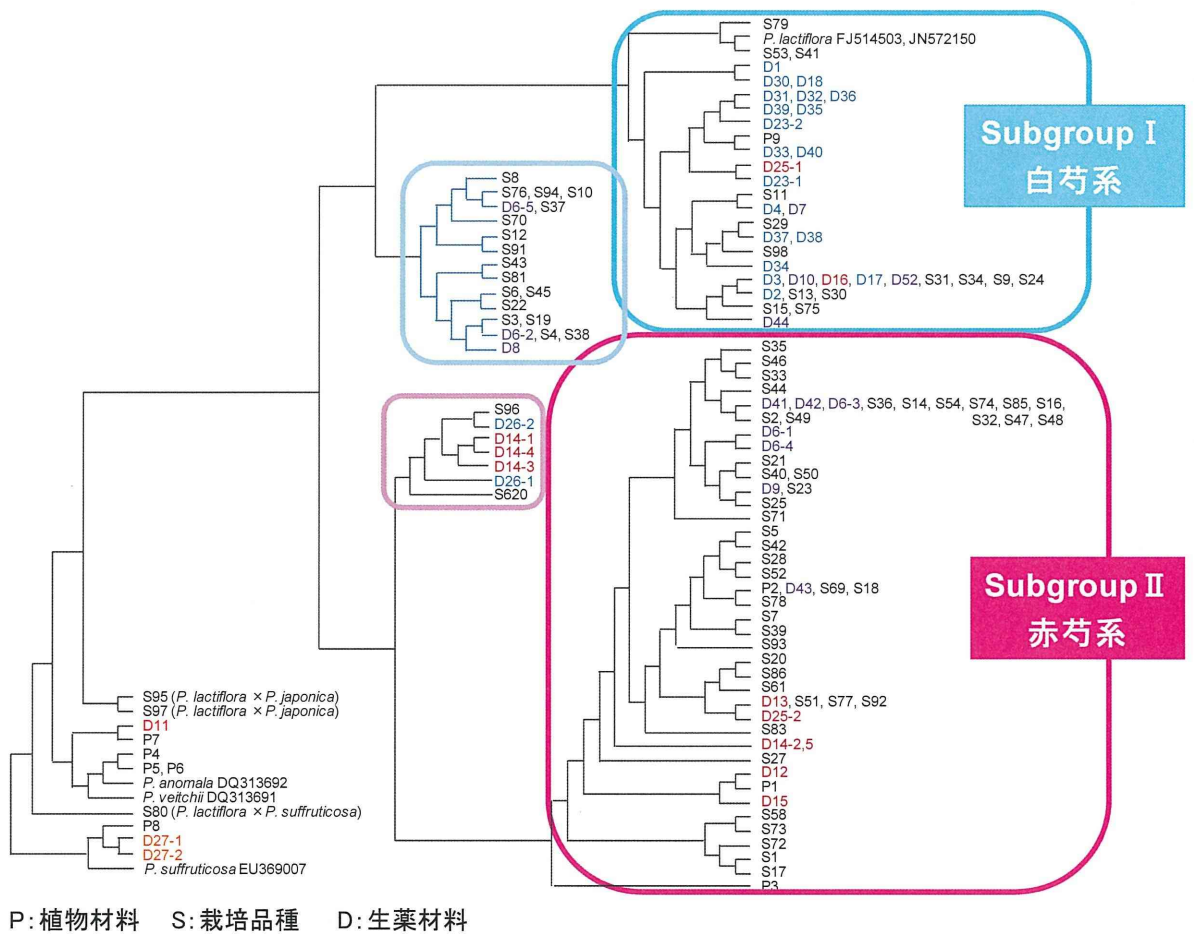 S79
P. lactiflora FJ514503, JN572150
S53, S41
D1
D30, D18
D31, D32, D36
D39, D35
D23-2
P9
D33, D40
D25-1
D23-1
S11
D4, D7
S29
D37, D38
S98
D34
D3, D10, D16, D17, D52, S31, S34, S9, S24
D2, S13, S30
S15, S75
D44
Subgroup Ⅰ
白芍系
S8
S76, S94, S10
D6-5, S37
S70
S12
S91
S43
S81
S6, S45
S22
S3, S19
D6-2, S4, S38
D8
S96
D26-2
D14-1
D14-4
D14-3
D26-1
S620
S35
S46
S33
S44
D41, D42, D6-3, S36, S14, S54, S74, S85, S16,
S2, S49 S32, S47, S48
D6-1
D6-4
S21
S40, S50
D9, S23
S25
S71
S5
S42
S28
S52
P2, D43, S69, S18
S78
S7
S39
S93
S20
S86
S61
D13, S51, S77, S92
D25-2
S83
D14-2,5
S27
D12
P1
D15
S58
S73
S72
S1
S17
P3
Subgroup Ⅱ
赤芍系
S95 (P. lactiflora × P. japonica)
S97 (P. lactiflora × P. japonica)
D11
P7
P4
P5, P6
P. anomala DQ313692
P. veitchii DQ313691
S80 (P. lactiflora × P. suffruticosa)
P8
D27-1
D27-2
P. suffruticosa EU369007
P:植物材料 S:栽培品種 D:生薬材料